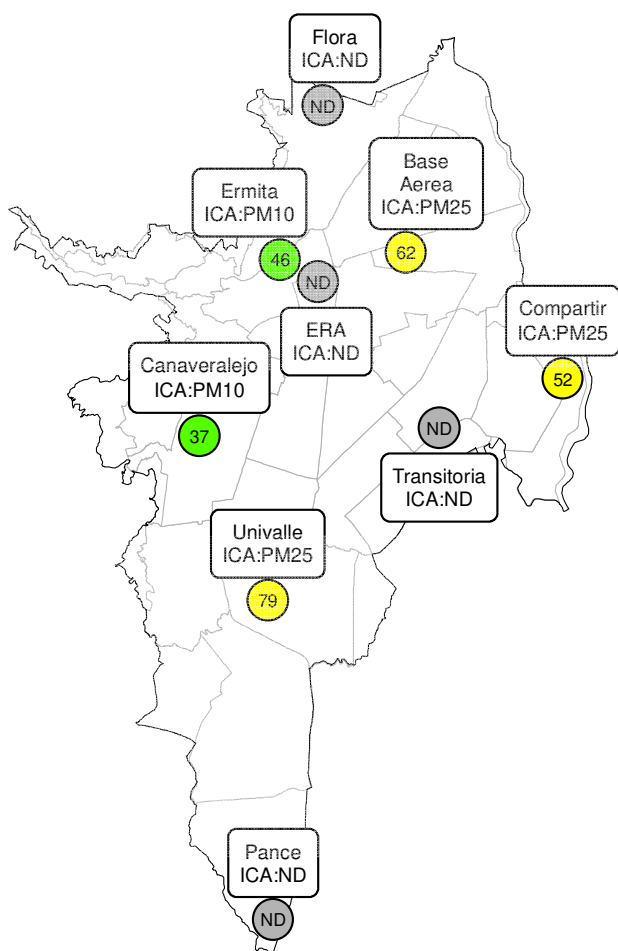 Flora
ICA:ND
ND
Base
Aerea
ICA:PM25
62
Ermita
ICA:PM10
46
ND
ERA
ICA:ND
Compartir
ICA:PM25
52
Canaveralejo
ICA:PM10
37
ND
Transitoria
ICA:ND
Univalle
ICA:PM25
79
Pance
ICA:ND
ND